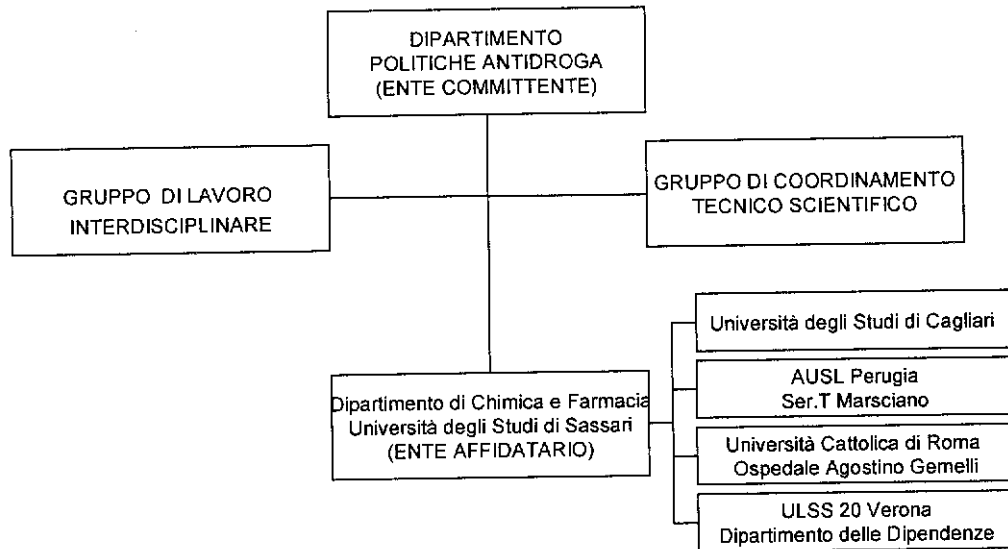 DIPARTIMENTO
POLITICHE ANTIDROGA
(ENTE COMMITTENTE)
GRUPPO DI LAVORO
INTERDISCIPLINARE
GRUPPO DI COORDINAMENTO
TECNICO SCIENTIFICO
Dipartimento di Chimica e Farmacia
Università degli Studi di Sassari
(ENTE AFFIDATARIO)
Università degli Studi di Cagliari
AUSL Perugia
Ser.T Marsciano
Università Cattolica di Roma
Ospedale Agostino Gemelli
ULSS 20 Verona
Dipartimento delle Dipendenze